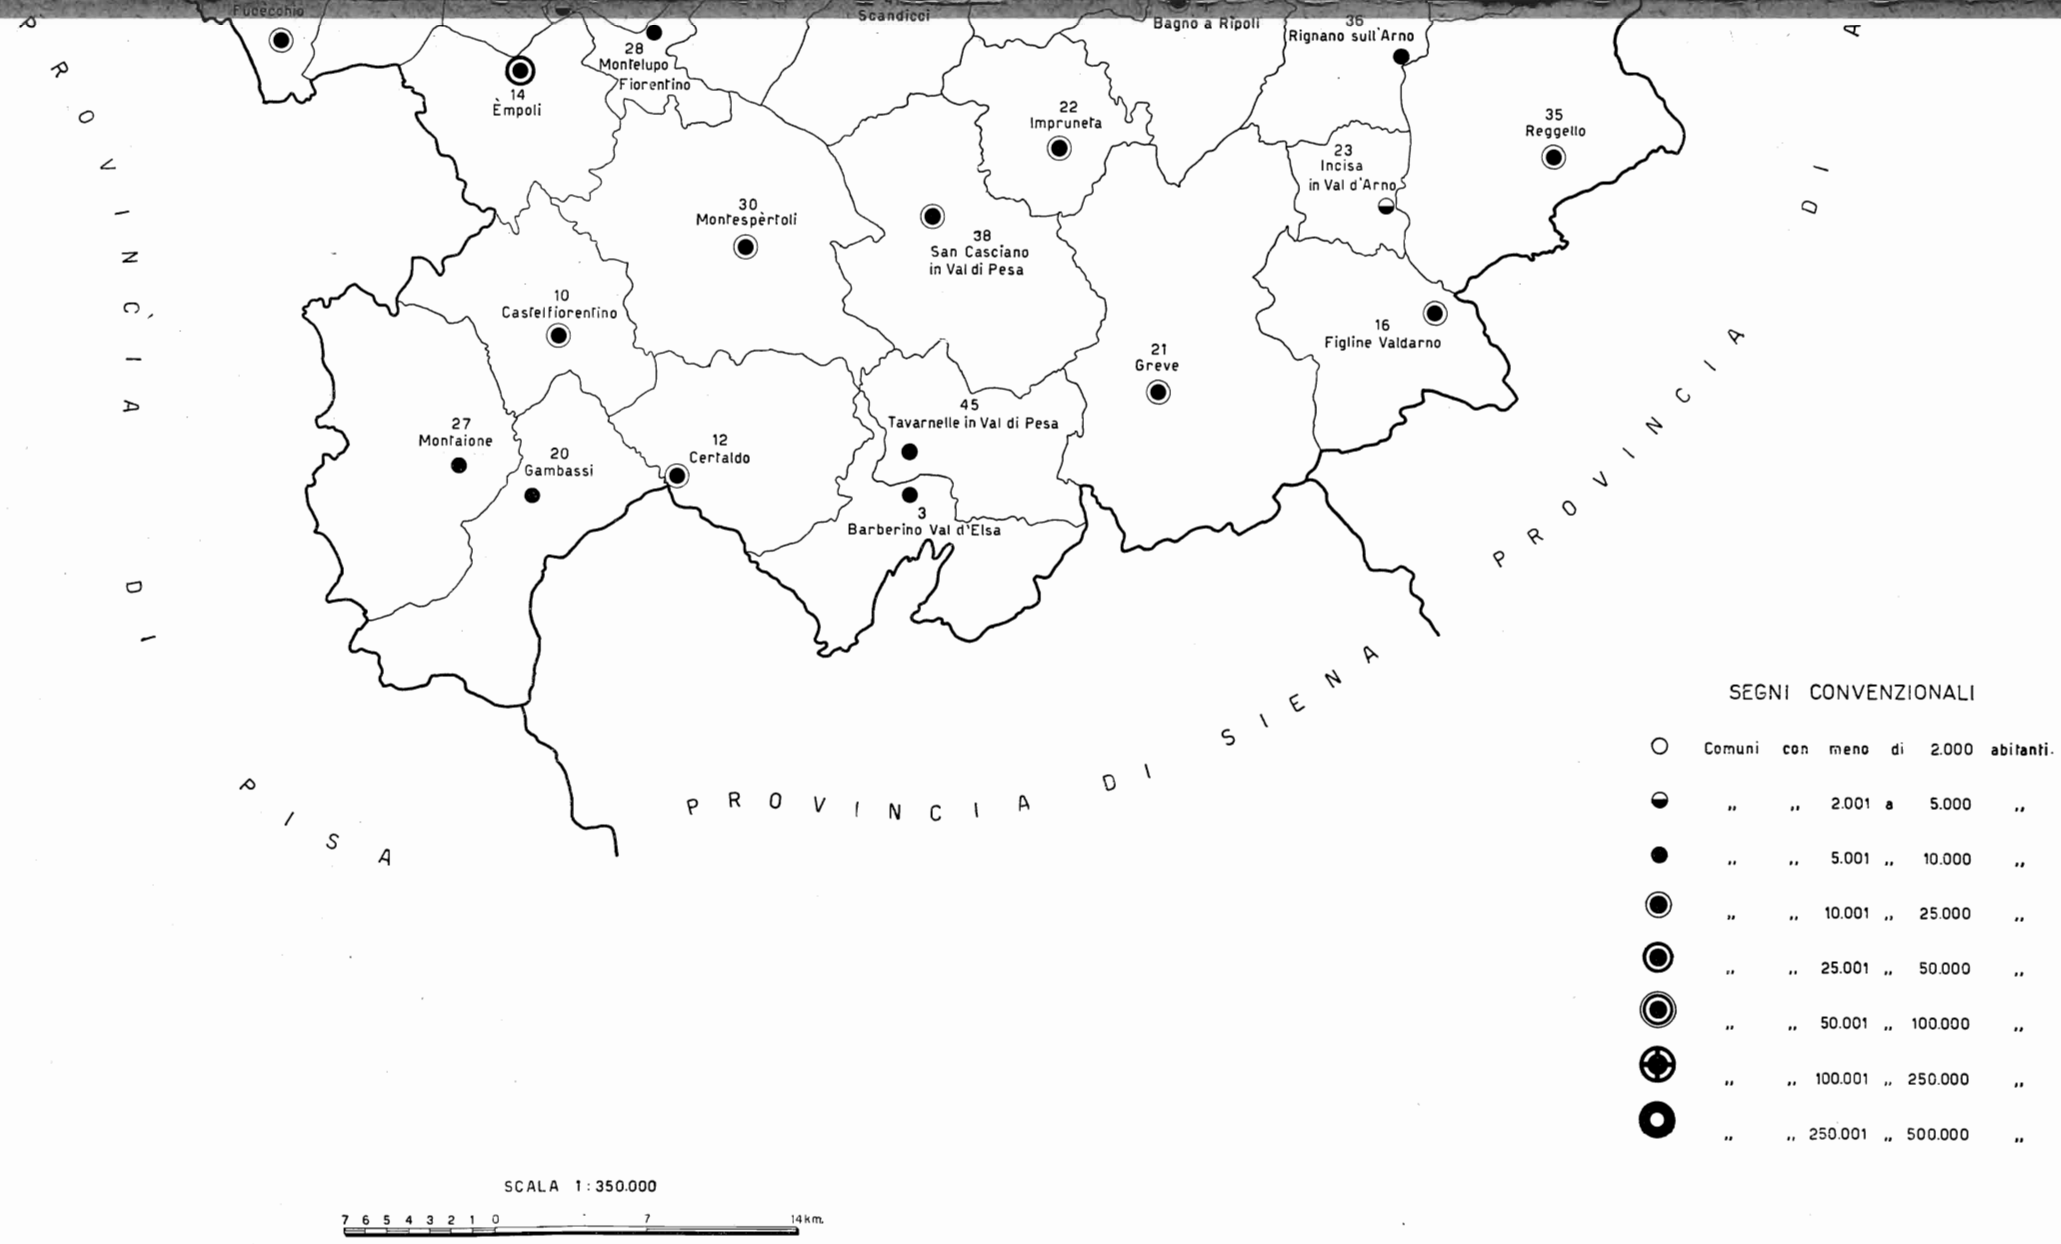 Fucecchio
Scandicci
Bagno a Ripoli
36
Rignano sull'Arno
28
Montelupo
Fiorentino
14
Èmpoli
22
Impruneta
35
Reggello
23
Incisa
in Val d'Arno
30
Montespèrtoli
38
San Casciano
in Val di Pesa
10
Castelfiorentino
16
Figline Valdarno
21
Greve
45
Tavarnelle in Val di Pesa
27
Montaione
20
Gambassi
12
Certaldo
3
Barberino Val d'Elsa
PROVINCIA DI PISA
PROVINCIA DI SIENA
PROVINCIA DI A
SEGNI CONVENZIONALI
Comuni con meno di 2.000 abitanti.
,, ,, 2.001 a 5.000 ,,
,, ,, 5.001 ,, 10.000 ,,
,, ,, 10.001 ,, 25.000 ,,
,, ,, 25.001 ,, 50.000 ,,
,, ,, 50.001 ,, 100.000 ,,
,, ,, 100.001 ,, 250.000 ,,
,, ,, 250.001 ,, 500.000 ,,
SCALA 1:350.000
7 6 5 4 3 2 1 0 7 14 km.